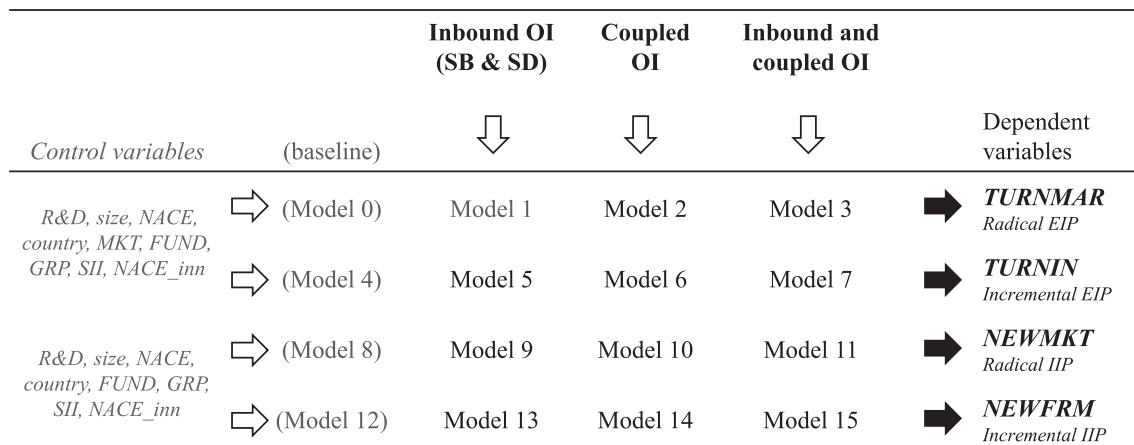 Inbound OI (SB & SD)
Coupled OI
Inbound and coupled OI
Control variables
(baseline)
Dependent variables
R&D, size, NACE,
country, MKT, FUND,
GRP, SII, NACE_inn
(Model 0) Model 1 Model 2 Model 3 TURNMAR
Radical EIP
(Model 4) Model 5 Model 6 Model 7 TURNIN
Incremental EIP
R&D, size, NACE,
country, FUND, GRP,
SII, NACE_inn
(Model 8) Model 9 Model 10 Model 11 NEWMKT
Radical IIP
(Model 12) Model 13 Model 14 Model 15 NEWFRM
Incremental IIP